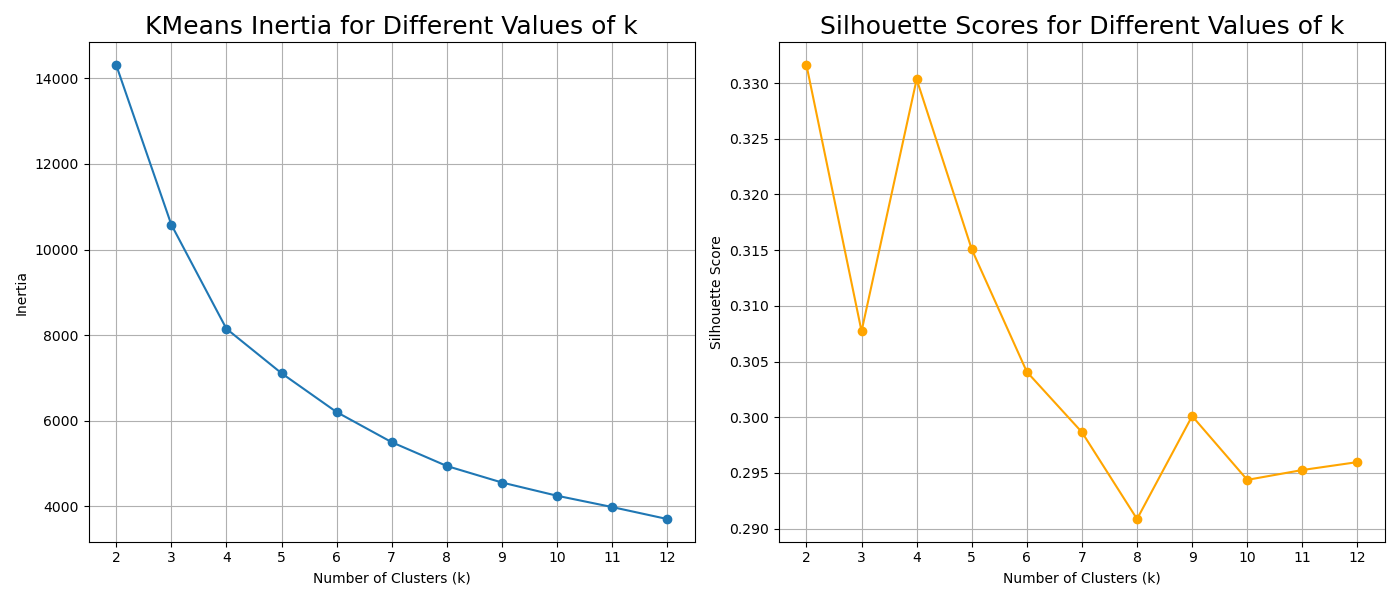 KMeans Inertia for Different Values of k
14000
12000
10000
8000
6000
4000
Inertia
2 3 4 5 6 7 8 9 10 11 12
Number of Clusters (k)
Silhouette Scores for Different Values of k
0.330
0.325
0.320
0.315
0.310
0.305
0.300
0.295
0.290
Silhouette Score
2 3 4 5 6 7 8 9 10 11 12
Number of Clusters (k)